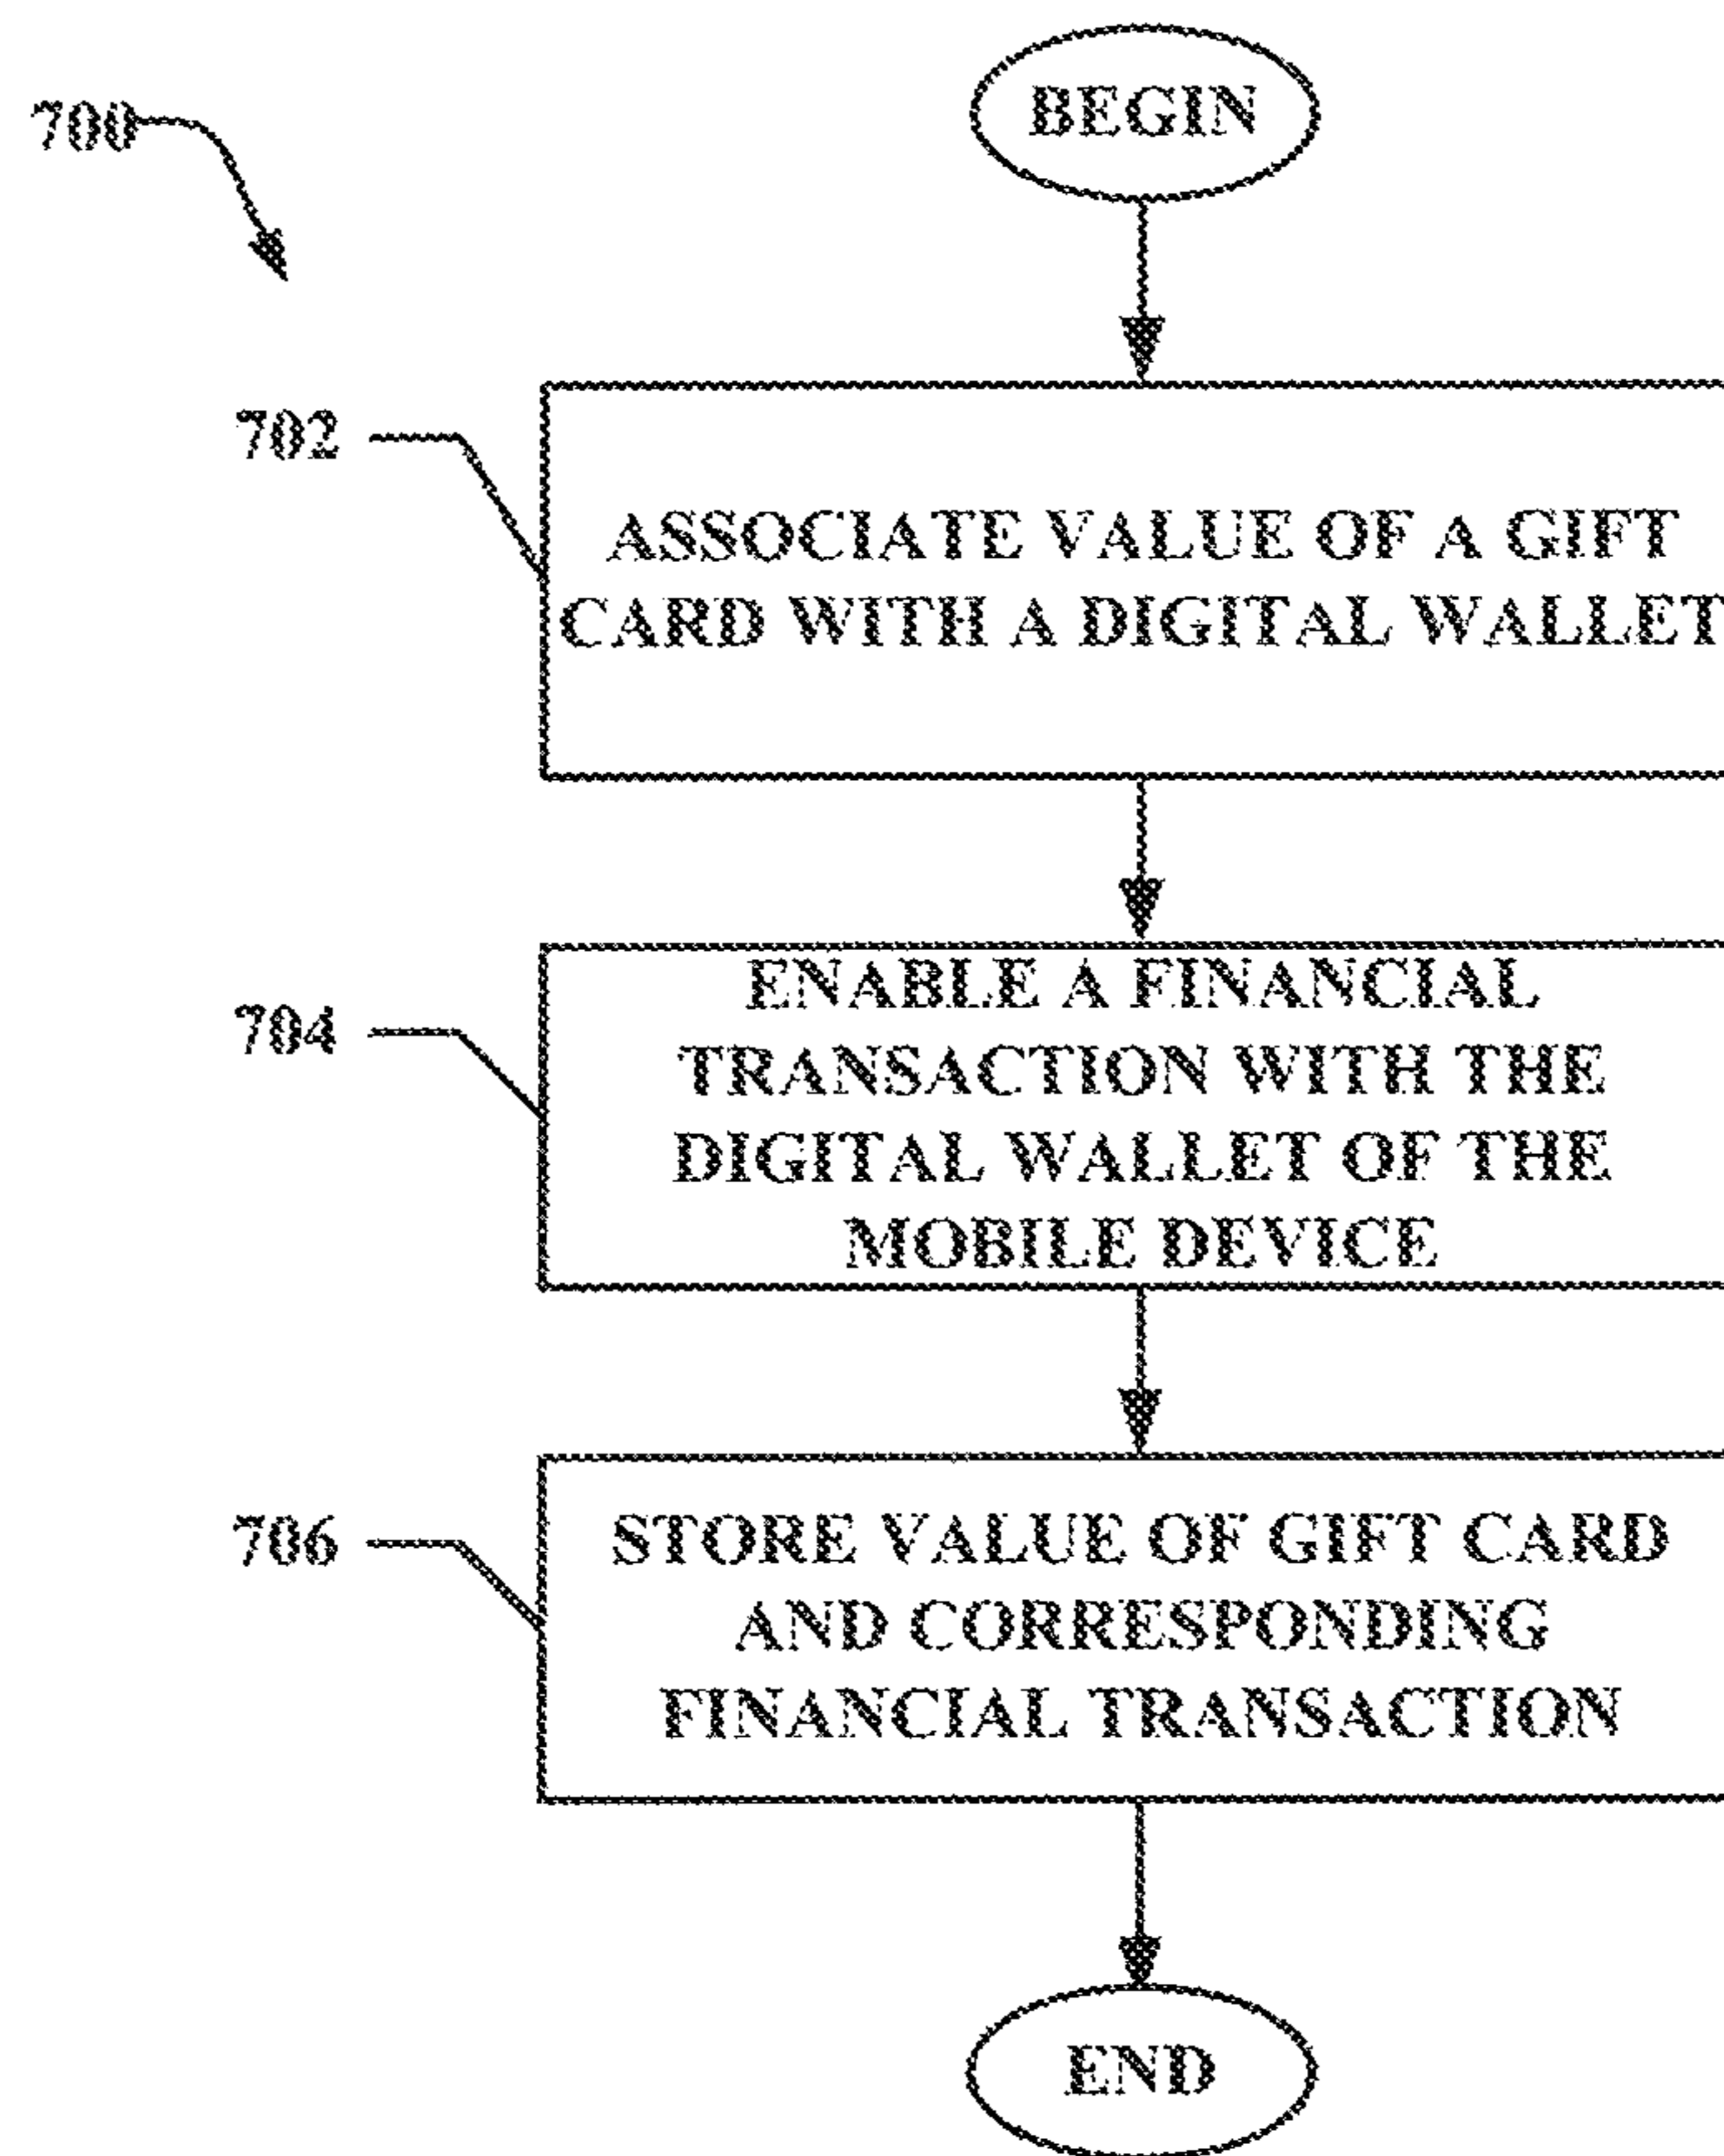 700
BEGIN
702
ASSOCIATE VALUE OF A GIFT
CARD WITH A DIGITAL WALLET
704
ENABLE A FINANCIAL
TRANSACTION WITH THE
DIGITAL WALLET OF THE
MOBILE DEVICE
706
STORE VALUE OF GIFT CARD
AND CORRESPONDING
FINANCIAL TRANSACTION
END